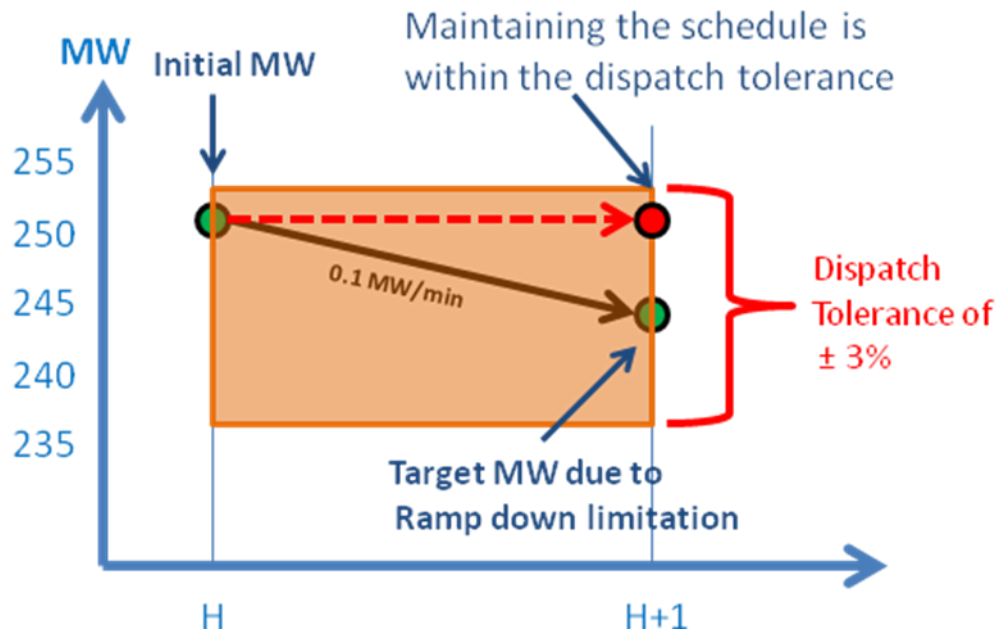 Maintaining the schedule is
within the dispatch tolerance
MW
Initial MW
255
250
245
240
235
0.1 MW/min
Dispatch
Tolerance of
± 3%
Target MW due to
Ramp down limitation
H
H+1